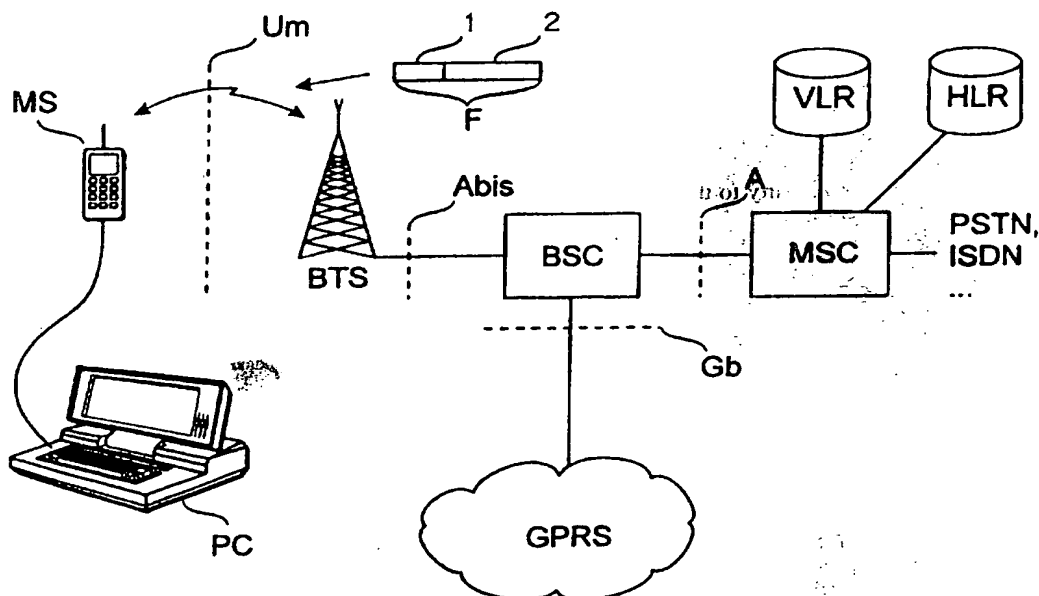 Um
1
2
MS
F
VLR
HLR
Abis
A
BTS
BSC
MSC
PSTN,
ISDN
...
Gb
PC
GPRS